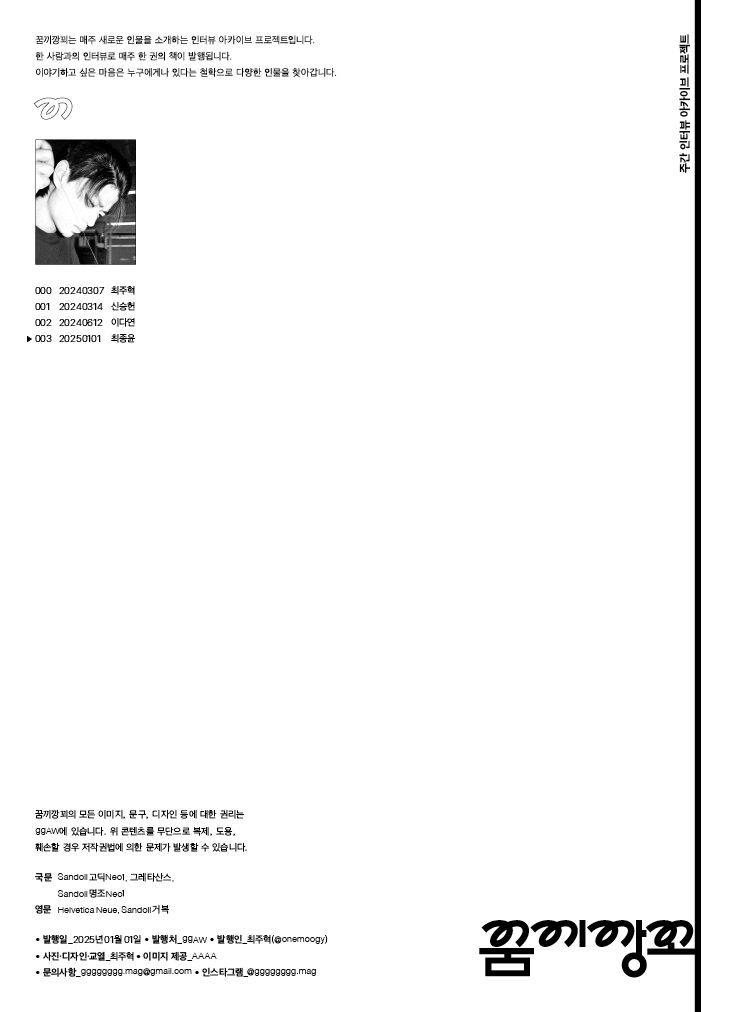 꿈끼깡꾀는 매주 새로운 인물을 소개하는 인터뷰 아카이브 프로젝트입니다.
한 사람과의 인터뷰로 매주 한 권의 책이 발행됩니다.
이야기하고 싶은 마음은 누구에게나 있다는 철학으로 다양한 인물을 찾아갑니다.
주간 인터뷰 아카이브 프로젝트
ㄲ
000 20240307 최주혁
001 20240314 신승헌
002 20240612 이다연
▶ 003 20250101 최종윤
꿈끼깡꾀의 모든 이미지, 문구, 디자인 등에 대한 권리는
ggAW에 있습니다. 위 콘텐츠를 무단으로 복제, 도용,
훼손할 경우 저작권법에 의한 문제가 발생할 수 있습니다.
국문 Sandoll고딕Neo1, 그레타산스,
Sandoll명조Neo1
영문 Helvetica Neue, Sandoll거복
• 발행일_2025년01월01일 • 발행처_ggAW • 발행인_최주혁(@onemoogy)
• 사진·디자인·교열_최주혁 • 이미지 제공_AAAA
• 문의사항_gggggggg.mag@gmail.com • 인스타그램_@gggggggg.mag
꿈끼깡꾀